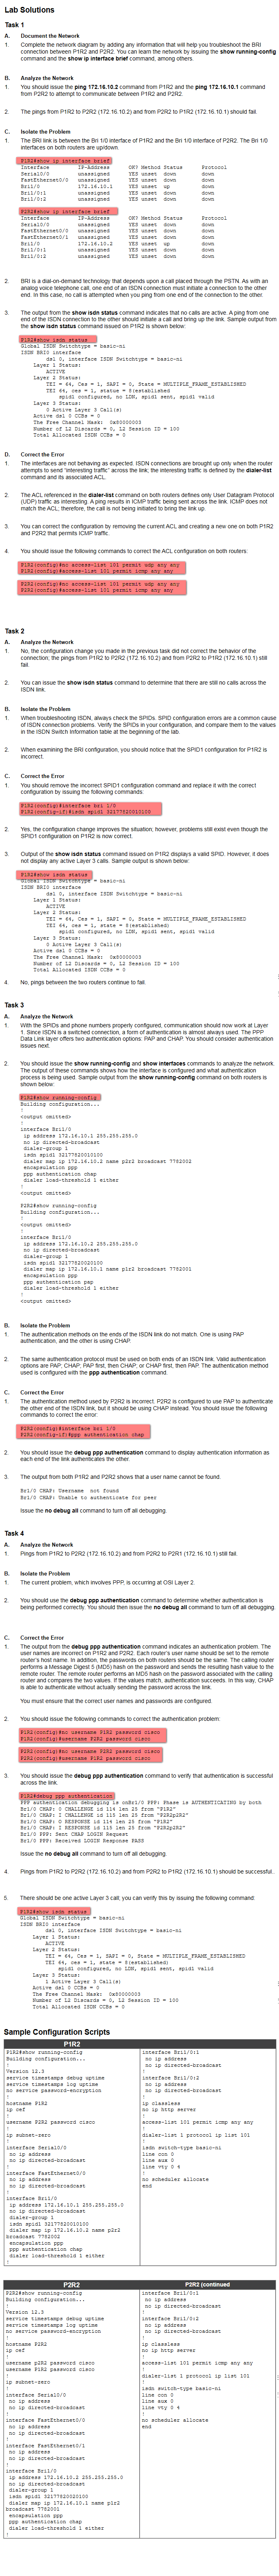 Lab Solutions
Task 1
A. Document the Network
1. Complete the network diagram by adding any information that will help you troubleshoot the BRI
connection between P1R2 and P2R2. You can learn the network by issuing the show running-config
command and the show ip interface brief command, among others.
B. Analyze the Network
1. You should issue the ping 172.16.10.2 command from P1R2 and the ping 172.16.10.1 command
from P2R2 to attempt to communicate between P1R2 and P2R2.
2. The pings from P1R2 to P2R2 (172.16.10.2) and from P2R2 to P1R2 (172.16.10.1) should fail.
C. Isolate the Problem
1. The BRI link is between the Bri 1/0 interface of P1R2 and the Bri 1/0 interface of P2R2. The Bri 1/0
interfaces on both routers are up/down.
P1R2#show ip interface brief
Interface IP-Address OK? Method Status Protocol
Serial0/0 unassigned YES unset down down
FastEthernet0/0 unassigned YES unset down down
Bri1/0 172.16.10.1 YES unset up down
Bri1/0:1 unassigned YES unset down down
Bri1/0:2 unassigned YES unset down down
P2R2#show ip interface brief
Interface IP-Address OK? Method Status Protocol
Serial0/0 unassigned YES unset down down
FastEthernet0/0 unassigned YES unset down down
FastEthernet0/1 unassigned YES unset down down
Bri1/0 172.16.10.2 YES unset up down
Bri1/0:1 unassigned YES unset down down
Bri1/0:2 unassigned YES unset down down
2. BRI is a dial-on-demand technology that depends upon a call placed through the PSTN. As with an
analog voice telephone call, one end of an ISDN connection must initiate a connection to the other
end. In this case, no call is attempted when you ping from one end of the connection to the other.
3. The output from the show isdn status command indicates that no calls are active. A ping from one
end of the ISDN connection to the other should initiate a call and bring up the link. Sample output from
the show isdn status command issued on P1R2 is shown below:
P1R2#show isdn status
Global ISDN Switchtype = basic-ni
ISDN BRI0 interface
dsl 0, interface ISDN Switchtype = basic-ni
Layer 1 Status:
ACTIVE
Layer 2 Status:
TEI = 64, Ces = 1, SAPI = 0, State = MULTIPLE_FRAME_ESTABLISHED
TEI 64, ces = 1, state = 8(established)
spid1 configured, no LDN, spid1 sent, spid1 valid
Layer 3 Status:
0 Active Layer 3 Call(s)
Active dsl 0 CCBs = 0
The Free Channel Mask: 0x80000003
Number of L2 Discards = 0, L2 Session ID = 100
Total Allocated ISDN CCBs = 0
D. Correct the Error
1. The interfaces are not behaving as expected. ISDN connections are brought up only when the router
attempts to send "interesting traffic" across the link; the interesting traffic is defined by the dialer-list
command and its associated ACL.
2. The ACL referenced in the dialer-list command on both routers defines only User Datagram Protocol
(UDP) traffic as interesting. A ping results in ICMP traffic being sent across the link. ICMP does not
match the ACL; therefore, the call is not being initiated to bring the link up.
3. You can correct the configuration by removing the current ACL and creating a new one on both P1R2
and P2R2 that permits ICMP traffic.
4. You should issue the following commands to correct the ACL configuration on both routers:
P1R2(config)#no access-list 101 permit udp any any
P1R2(config)#access-list 101 permit icmp any any
P2R2(config)#no access-list 101 permit udp any any
P2R2(config)#access-list 101 permit icmp any any
Task 2
A. Analyze the Network
1. No, the configuration change you made in the previous task did not correct the behavior of the
connection; the pings from P1R2 to P2R2 (172.16.10.2) and from P2R2 to P1R2 (172.16.10.1) still
fail.
2. You can issue the show isdn status command to determine that there are still no calls across the
ISDN link.
B. Isolate the Problem
1. When troubleshooting ISDN, always check the SPIDs. SPID configuration errors are a common cause
of ISDN connection problems. Verify the SPIDs in your configuration, and compare them to the values
in the ISDN Switch Information table at the beginning of the lab.
2. When examining the BRI configuration, you should notice that the SPID1 configuration for P1R2 is
incorrect.
C. Correct the Error
1. You should remove the incorrect SPID1 configuration and replace it with the correct
configuration by issuing the following commands:
P1R2(config)#interface bri 1/0
P1R2(config-if)#isdn spid1 32177820010100
2. Yes, the configuration change improves the situation; however, problems still exist even though the
SPID1 configuration on P1R2 is now correct.
3. Output of the show isdn status command issued on P1R2 displays a valid SPID. However, it does
not display any active Layer 3 calls. Sample output is shown below:
P1R2#show isdn status
Global ISDN Switchtype = basic-ni
ISDN BRI0 interface
dsl 0, interface ISDN Switchtype = basic-ni
Layer 1 Status:
ACTIVE
Layer 2 Status:
TEI = 64, Ces = 1, SAPI = 0, State = MULTIPLE_FRAME_ESTABLISHED
TEI 64, ces = 1, state = 8(established)
spid1 configured, no LDN, spid1 sent, spid1 valid
Layer 3 Status:
0 Active Layer 3 Call(s)
Active dsl 0 CCBs = 0
The Free Channel Mask: 0x80000003
Number of L2 Discards = 0, L2 Session ID = 100
Total Allocated ISDN CCBs = 0
4. No, pings between the two routers continue to fail.
Task 3
A. Analyze the Network
1. With the SPIDs and phone numbers properly configured, communication should now work at Layer
1. Since ISDN is a switched connection, a form of authentication is almost always used. The PPP
Data Link layer offers two authentication options: PAP and CHAP. You should consider authentication
issues next.
2. You should issue the show running-config and show interfaces commands to analyze the network.
The output of these commands shows how the interface is configured and what authentication
process is being used. Sample output from the show running-config command on both routers is
shown below:
P1R2#show running-config
Building configuration...
!
<output omitted>
!
interface Bri1/0
ip address 172.16.10.1 255.255.255.0
no ip directed-broadcast
dialer-group 1
isdn spid1 32177820010100
dialer map ip 172.16.10.2 name p2r2 broadcast 7782002
encapsulation ppp
ppp authentication chap
dialer load-threshold 1 either
!
<output omitted>
P2R2#show running-config
Building configuration...
!
<output omitted>
!
interface Bri1/0
ip address 172.16.10.2 255.255.255.0
no ip directed-broadcast
dialer-group 1
isdn spid1 32177820020100
dialer map ip 172.16.10.1 name p1r2 broadcast 7782001
encapsulation ppp
ppp authentication pap
dialer load-threshold 1 either
!
<output omitted>
B. Isolate the Problem
1. The authentication methods on the ends of the ISDN link do not match. One is using PAP
authentication, and the other is using CHAP.
2. The same authentication protocol must be used on both ends of an ISDN link. Valid authentication
options are PAP; CHAP; PAP first, then CHAP; or CHAP first, then PAP. The authentication method
used is configured with the ppp authentication command.
C. Correct the Error
1. The authentication method used by P2R2 is incorrect. P2R2 is configured to use PAP to authenticate
the other end of the ISDN link, but it should be using CHAP instead. You should issue the following
commands to correct the error:
P2R2(config)#interface bri 1/0
P2R2(config-if)#ppp authentication chap
2. You should issue the debug ppp authentication command to display authentication information as
each end of the link authenticates the other.
3. The output from both P1R2 and P2R2 shows that a user name cannot be found.
Br1/0 CHAP: Username not found
Br1/0 CHAP: Unable to authenticate for peer
Issue the no debug all command to turn off all debugging.
Task 4
A. Analyze the Network
1. Pings from P1R2 to P2R2 (172.16.10.2) and from P2R2 to P2R1 (172.16.10.1) still fail.
B. Isolate the Problem
1. The current problem, which involves PPP, is occurring at OSI Layer 2.
2. You should use the debug ppp authentication command to determine whether authentication is
being performed correctly. You should then issue the no debug all command to turn off all debugging.
C. Correct the Error
1. The output from the debug ppp authentication command indicates an authentication problem. The
user names are incorrect on P1R2 and P2R2. Each router's user name should be set to the remote
router's host name. In addition, the passwords on both routers should be the same. The calling router
performs a Message Digest 5 (MD5) hash on the password and sends the resulting hash value to the
remote router. The remote router performs an MD5 hash on the password associated with the calling
router and compares the two values. If the values match, authentication succeeds. In this way, CHAP
is able to authenticate without actually sending the password across the link.
You must ensure that the correct user names and passwords are configured.
2. You should issue the following commands to correct the authentication problem:
P1R2(config)#no username P1R2 password cisco
P1R2(config)#username P2R2 password cisco
P2R2(config)#no username P2R2 password cisco
P2R2(config)#username P1R2 password cisco
3. You should issue the debug ppp authentication command to verify that authentication is successful
across the link.
P1R2#debug ppp authentication
PPP authentication debugging is onBri1/0 PPP: Phase is AUTHENTICATING by both
Br1/0 CHAP: O CHALLENGE id 114 len 25 from "P1R2"
Br1/0 CHAP: I CHALLENGE id 115 len 25 from "P2R2p2R2"
Br1/0 CHAP: O RESPONSE id 114 len 25 from "P1R2"
Br1/0 CHAP: I RESPONSE id 115 len 25 from "P2R2p2R2"
Br1/0 PPP: Sent CHAP LOGIN Request
Br1/0 PPP: Received LOGIN Response PASS
Issue the no debug all command to turn off all debugging.
4. Pings from P1R2 to P2R2 (172.16.10.2) and from P2R2 to P1R2 (172.16.10.1) should be successful.
5. There should be one active Layer 3 call; you can verify this by issuing the following command:
P1R2#show isdn status
Global ISDN Switchtype = basic-ni
ISDN BRI0 interface
dsl 0, interface ISDN Switchtype = basic-ni
Layer 1 Status:
ACTIVE
Layer 2 Status:
TEI = 64, Ces = 1, SAPI = 0, State = MULTIPLE_FRAME_ESTABLISHED
TEI 64, ces = 1, state = 8(established)
spid1 configured, no LDN, spid1 sent, spid1 valid
Layer 3 Status:
1 Active Layer 3 Call(s)
Active dsl 0 CCBs = 0
The Free Channel Mask: 0x80000003
Number of L2 Discards = 0, L2 Session ID = 100
Total Allocated ISDN CCBs = 0
Sample Configuration Scripts
P1R2
P1R2#show running-config
Building configuration...
!
Version 12.3
service timestamps debug uptime
service timestamps log uptime
no service password-encryption
!
hostname P1R2
ip cef
!
username P2R2 password cisco
!
ip subnet-zero
!
interface Serial0/0
no ip address
no ip directed-broadcast
!
interface FastEthernet0/0
no ip address
no ip directed-broadcast
!
interface Bri1/0
ip address 172.16.10.1 255.255.255.0
no ip directed-broadcast
dialer-group 1
isdn spid1 32177820010100
dialer map ip 172.16.10.2 name p2r2
broadcast 7782002
encapsulation ppp
ppp authentication chap
dialer load-threshold 1 either
!
interface Bri1/0:1
no ip address
no ip directed-broadcast
!
interface Bri1/0:2
no ip address
no ip directed-broadcast
!
ip classless
no ip http server
!
access-list 101 permit icmp any any
!
dialer-list 1 protocol ip list 101
!
isdn switch-type basic-ni
line con 0
line aux 0
line vty 0 4
!
no scheduler allocate
end
P2R2
P2R2#show running-config
Building configuration...
!
Version 12.3
service timestamps debug uptime
service timestamps log uptime
no service password-encryption
!
hostname P2R2
ip cef
!
username p2R2 password cisco
username P1R2 password cisco
!
ip subnet-zero
!
interface Serial0/0
no ip address
no ip directed-broadcast
!
interface FastEthernet0/0
no ip address
no ip directed-broadcast
!
interface FastEthernet0/1
no ip address
no ip directed-broadcast
!
interface Bri1/0
ip address 172.16.10.2 255.255.255.0
no ip directed-broadcast
dialer-group 1
isdn spid1 32177820020100
dialer map ip 172.16.10.1 name p1r2
broadcast 7782001
encapsulation ppp
ppp authentication chap
dialer load-threshold 1 either
!
P2R2 (continued
interface Bri1/0:1
no ip address
no ip directed-broadcast
!
interface Bri1/0:2
no ip address
no ip directed-broadcast
!
ip classless
no ip http server
!
access-list 101 permit icmp any any
!
dialer-list 1 protocol ip list 101
!
isdn switch-type basic-ni
line con 0
line aux 0
line vty 0 4
!
no scheduler allocate
end